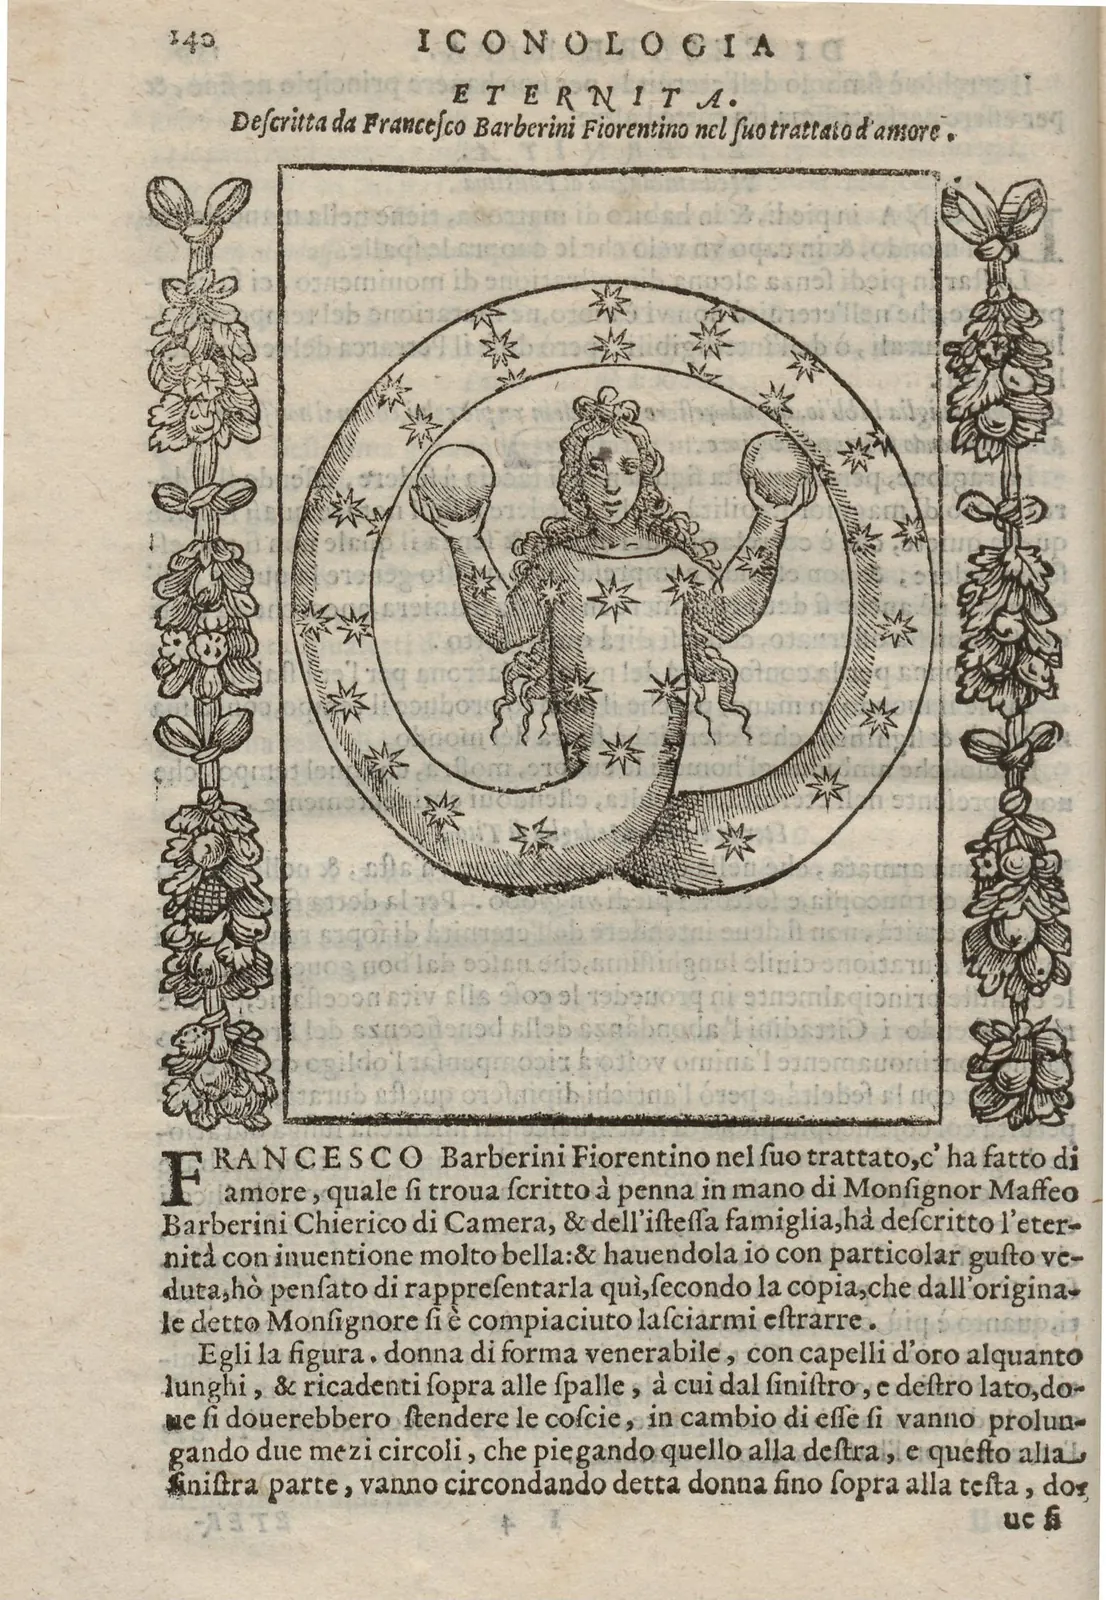 140 ICONOLOGIA
ETERNITA.
Deſcritta da Franceſco Barberini Fiorentino nel ſuo trattato d'amore.
FRANCESCO Barberini Fiorentino nel ſuo trattato, c' ha fatto di
amore, quale ſi troua ſcritto à penna in mano di Monſignor Maffeo
Barberini Chierico di Camera, & dell'iſteſſa famiglia, hà deſcritto l'eter-
nità con inuentione molto bella: & hauendola io con particolar guſto ve-
duta, hò penſato di rappreſentarla quì, ſecondo la copia, che dall'origina-
le detto Monſignore ſi è compiaciuto laſciarmi eſtrarre.
Egli la figura. donna di forma venerabile, con capelli d'oro alquanto
lunghi, & ricadenti ſopra alle ſpalle, à cui dal ſiniſtro, e deſtro lato, do-
ue ſi douerebbero ſtendere le coſcie, in cambio di eſſe ſi vanno prolun-
gando due mezi circoli, che piegando quello alla deſtra, e queſto alla
ſiniſtra parte, vanno circondando detta donna fino ſopra alla teſta, do-
ue ſi